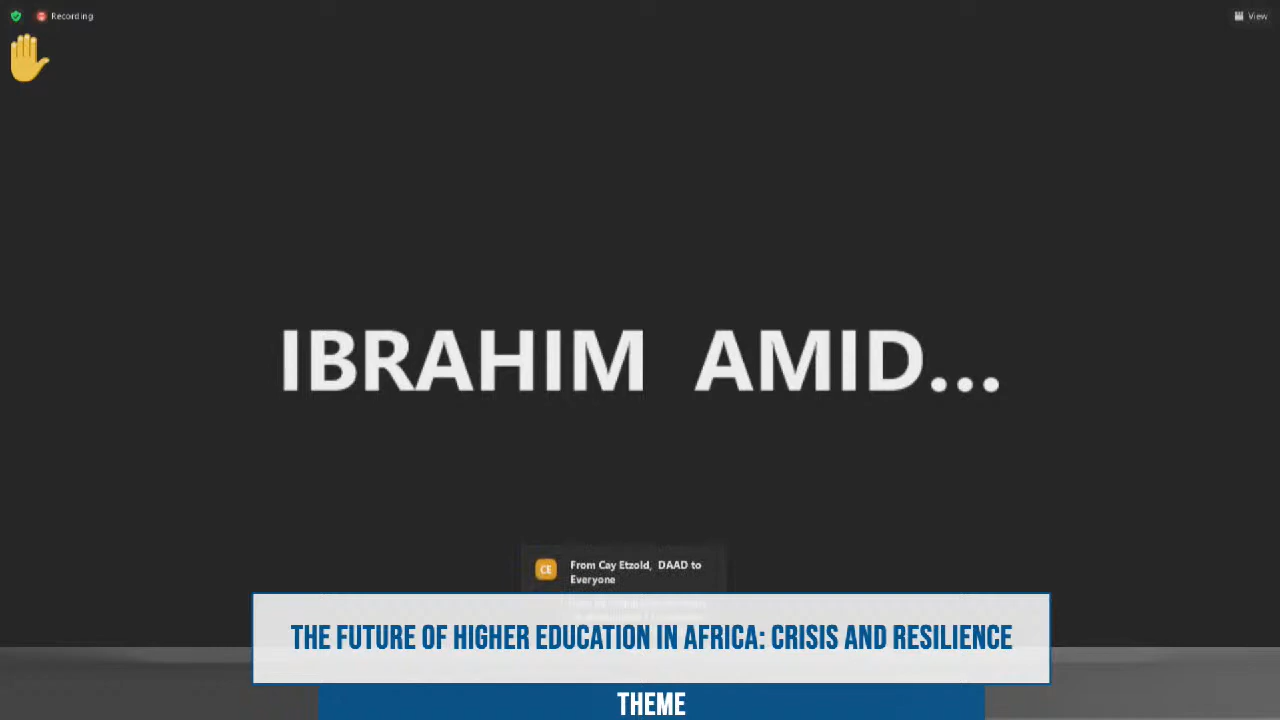 Recording
View
IBRAHIM AMID...
CE
From Cay Etzold, DAAD to
Everyone
THE FUTURE OF HIGHER EDUCATION IN AFRICA: CRISIS AND RESILIENCE
THEME